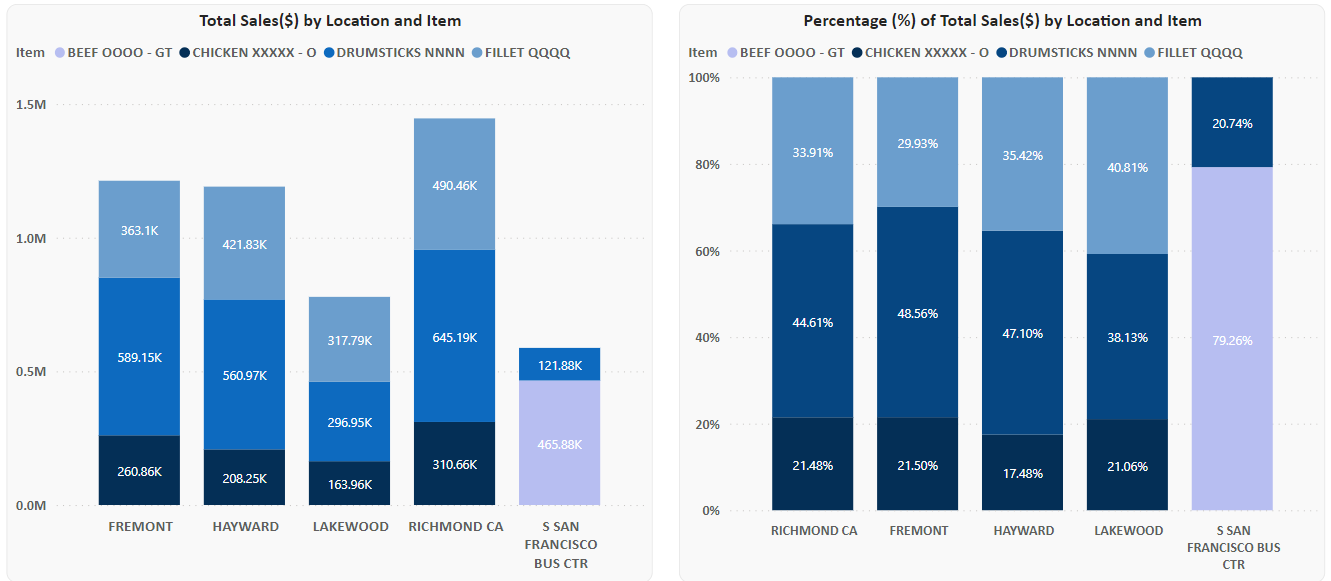 Total Sales($) by Location and Item
Item BEEF OOOO - GT CHICKEN XXXXX - O DRUMSTICKS NNNN FILLET QQQQ
1.5M
1.0M
0.5M
0.0M
363.1K
589.15K
260.86K
421.83K
560.97K
208.25K
317.79K
296.95K
163.96K
490.46K
645.19K
310.66K
121.88K
465.88K
FREMONT
HAYWARD
LAKEWOOD
RICHMOND CA
S SAN
FRANCISCO
BUS CTR
Percentage (%) of Total Sales($) by Location and Item
Item BEEF OOOO - GT CHICKEN XXXXX - O DRUMSTICKS NNNN FILLET QQQQ
100%
80%
60%
40%
20%
0%
33.91%
44.61%
21.48%
29.93%
48.56%
21.50%
35.42%
47.10%
17.48%
40.81%
38.13%
21.06%
20.74%
79.26%
RICHMOND CA
FREMONT
HAYWARD
LAKEWOOD
S SAN
FRANCISCO BUS
CTR